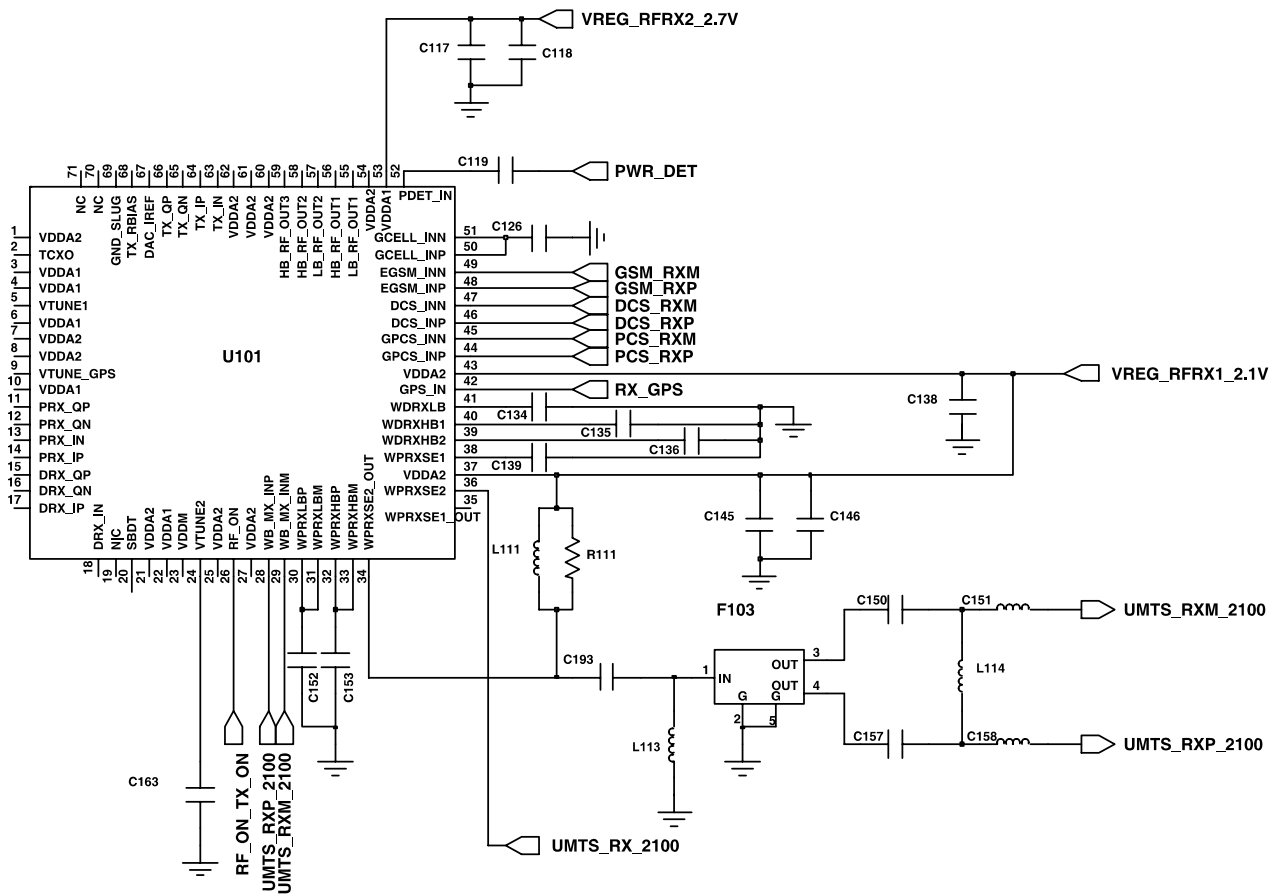 VREG_RFRX2_2.7V
C117
C118
C119
PWR_DET
71 70 69 68 67 66 65 64 63 62 61 60 59 58 57 56 55 54 53 52
NC
NC
GND_SLUG
TX_RBIAS
DAC_IREF
TX_QP
TX_QN
TX_IP
TX_IN
VDDA2
VDDA2
VDDA2
HB_RF_OUT3
HB_RF_OUT2
LB_RF_OUT2
HB_RF_OUT1
LB_RF_OUT1
VDDA2
VDDA1
PDET_IN
1 VDDA2
2 TCXO
3 VDDA1
4 VDDA1
5 VTUNE1
6 VDDA1
7 VDDA2
8 VDDA2
9 VTUNE_GPS
10 VDDA1
11 PRX_QP
12 PRX_QN
13 PRX_IN
14 PRX_IP
15 DRX_QP
16 DRX_QN
17 DRX_IP
U101
GCELL_INN 51 C126
GCELL_INP 50
EGSM_INN 49 GSM_RXM
EGSM_INP 48 GSM_RXP
DCS_INN 47 DCS_RXM
DCS_INP 46 DCS_RXP
GPCS_INN 45 PCS_RXM
GPCS_INP 44 PCS_RXP
VDDA2 43 VREG_RFRX1_2.1V
GPS_IN 42 RX_GPS
WDRXLB 41 C134
WDRXHB1 40 C135
WDRXHB2 39 C136
WPRXSE1 38 C139
VDDA2 37
WPRXSE2 36
WPRXSE1_OUT 35
C138
DRX_IN
NC
SBDT
VDDA2
VDDA1
VDDM
VTUNE2
VDDA2
RF_ON
VDDA2
WB_MX_INP
WB_MX_INM
WPRXLBP
WPRXLBM
WPRXHBP
WPRXHBM
WPRXSE2_OUT
18 19 20 21 22 23 24 25 26 27 28 29 30 31 32 33 34
L111
R111
C145
C146
F103
C150
C151
UMTS_RXM_2100
C193
C152
C153
1 IN
OUT 3
OUT 4
G G
2 5
L114
L113
C157
C158
UMTS_RXP_2100
C163
RF_ON_TX_ON
UMTS_RXP_2100
UMTS_RXM_2100
UMTS_RX_2100